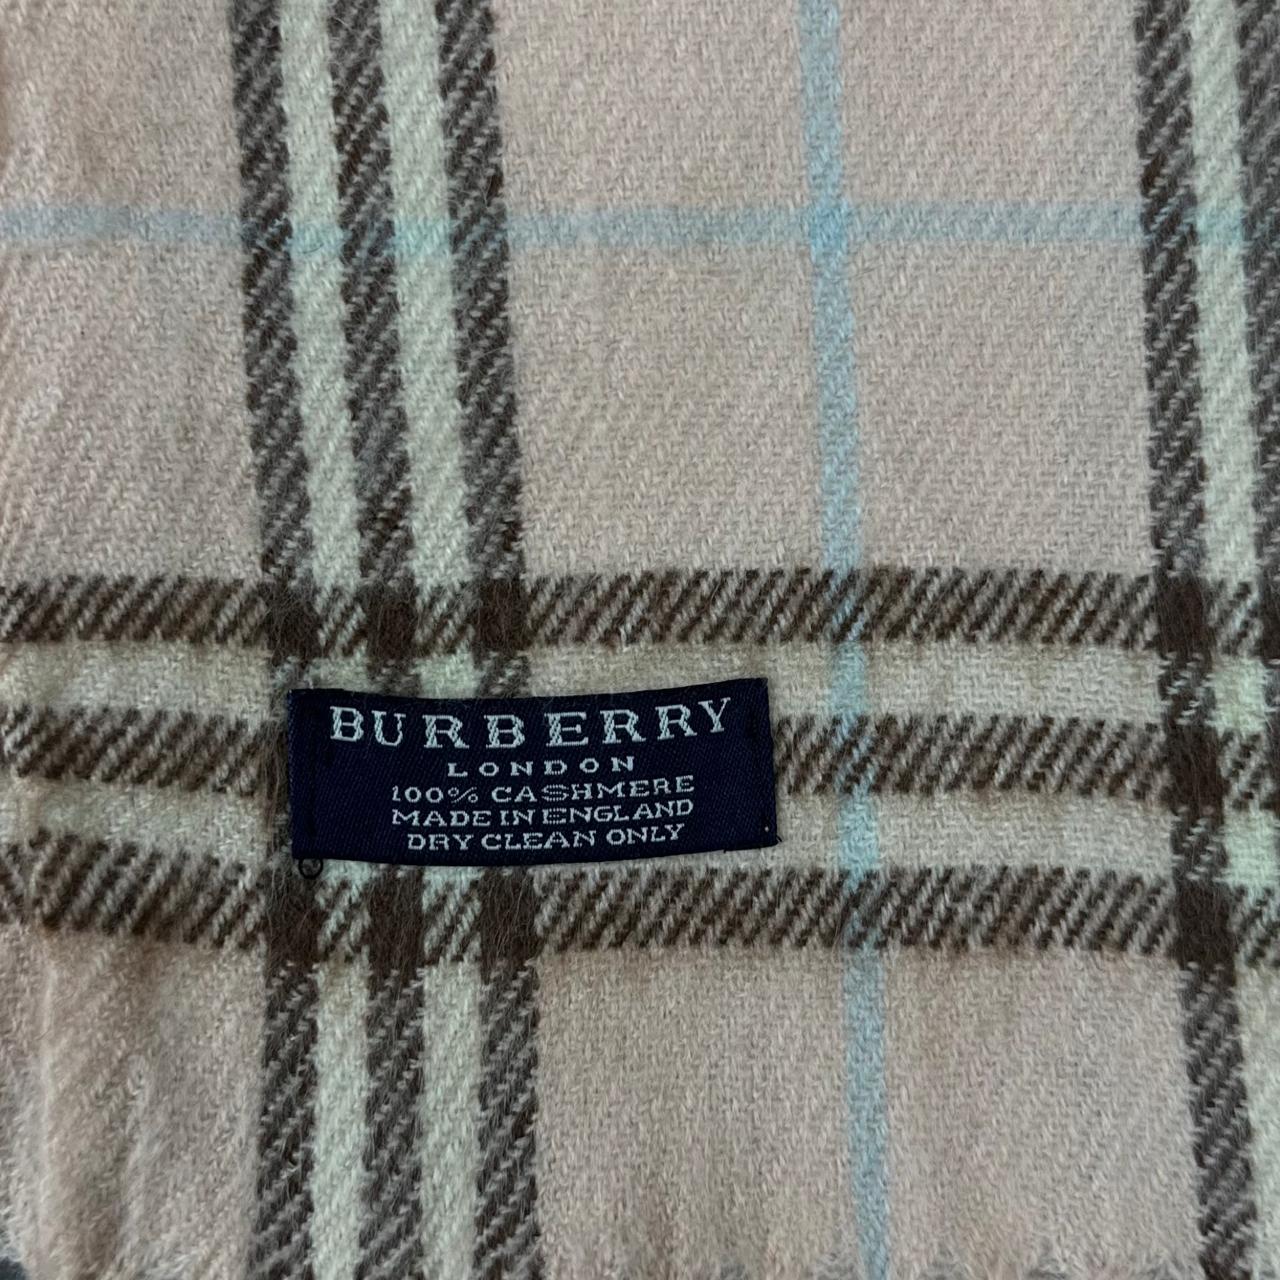 BURBERRY
LONDON
100% CASHMERE
MADE IN ENGLAND
DRY CLEAN ONLY